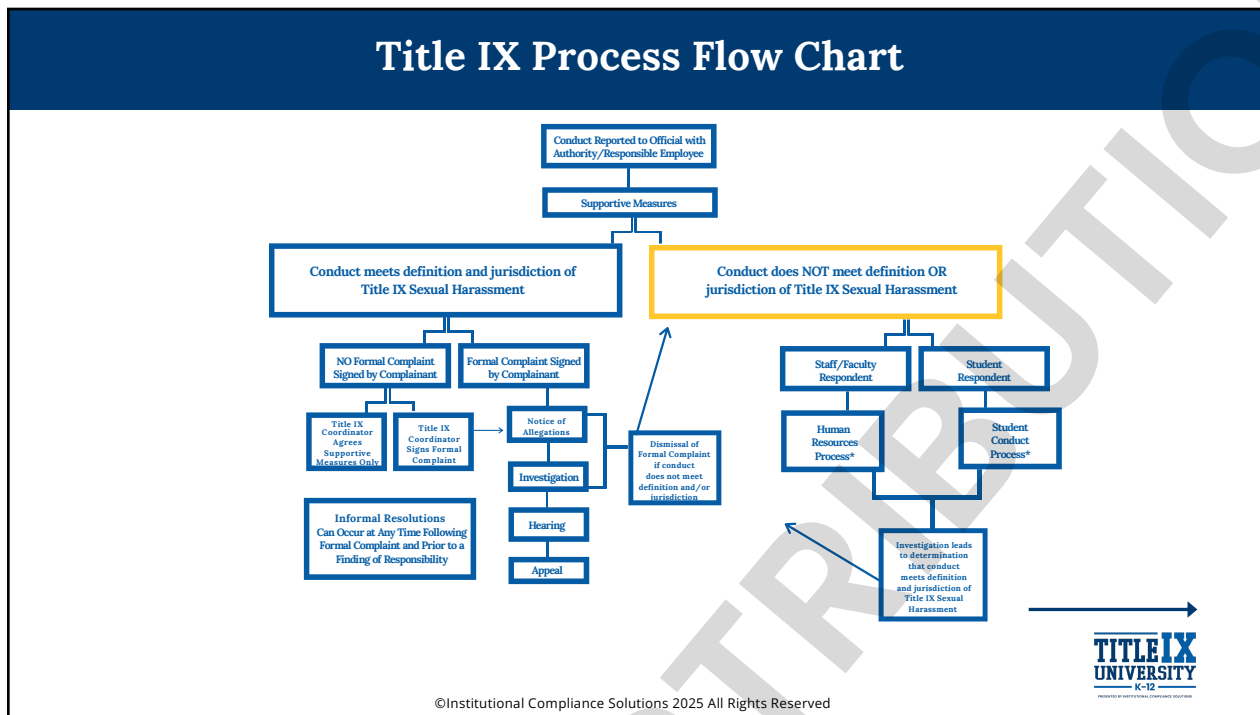 Title IX Process Flow Chart
Conduct Reported to Official with
Authority/Responsible Employee
Supportive Measures
Conduct meets definition and jurisdiction of
Title IX Sexual Harassment
Conduct does NOT meet definition OR
jurisdiction of Title IX Sexual Harassment
NO Formal Complaint
Signed by Complainant
Formal Complaint Signed
by Complainant
Staff/Faculty
Respondent
Student
Respondent
Title IX
Coordinator
Agrees
Supportive
Measures Only
Title IX
Coordinator
Signs Formal
Complaint
Notice of
Allegations
Dismissal of
Formal Complaint
if conduct
does not meet
definition and/or
jurisdiction
Human
Resources
Process*
Student
Conduct
Process*
Investigation
Informal Resolutions
Can Occur at Any Time Following
Formal Complaint and Prior to a
Finding of Responsibility
Hearing
Appeal
Investigation leads
to determination
that conduct
meets definition
and jurisdiction of
Title IX Sexual
Harassment
TITLE IX
UNIVERSITY
K-12
PRESENTED BY INSTITUTIONAL COMPLIANCE SOLUTIONS
©Institutional Compliance Solutions 2025 All Rights Reserved
TRIBUTIO